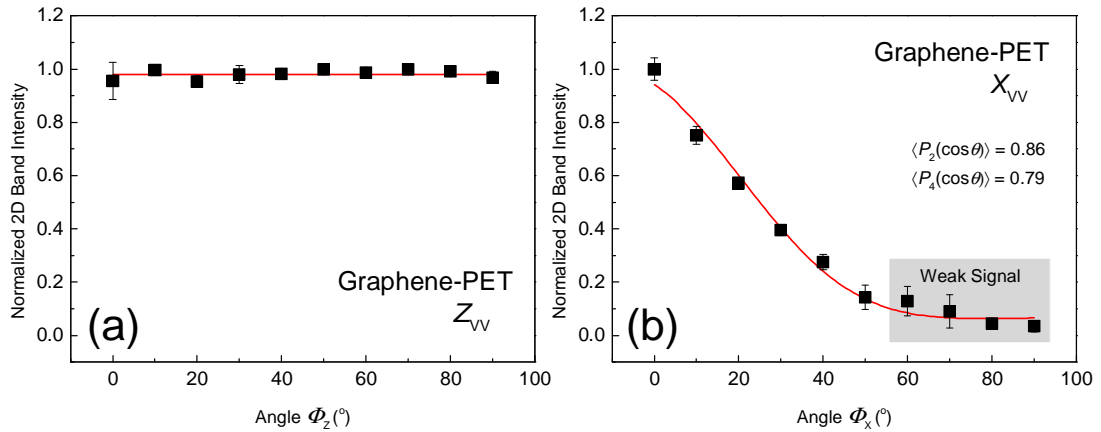 1.2
1.0
0.8
0.6
0.4
0.2
0.0
Normalized 2D Band Intensity
Graphene-PET
Z_VV
(a)
0 20 40 60 80 100
Angle Φ_Z (°)
1.2
1.0
0.8
0.6
0.4
0.2
0.0
Normalized 2D Band Intensity
Graphene-PET
X_VV
⟨P₂(cosθ)⟩ = 0.86
⟨P₄(cosθ)⟩ = 0.79
Weak Signal
(b)
0 20 40 60 80 100
Angle Φ_X (°)